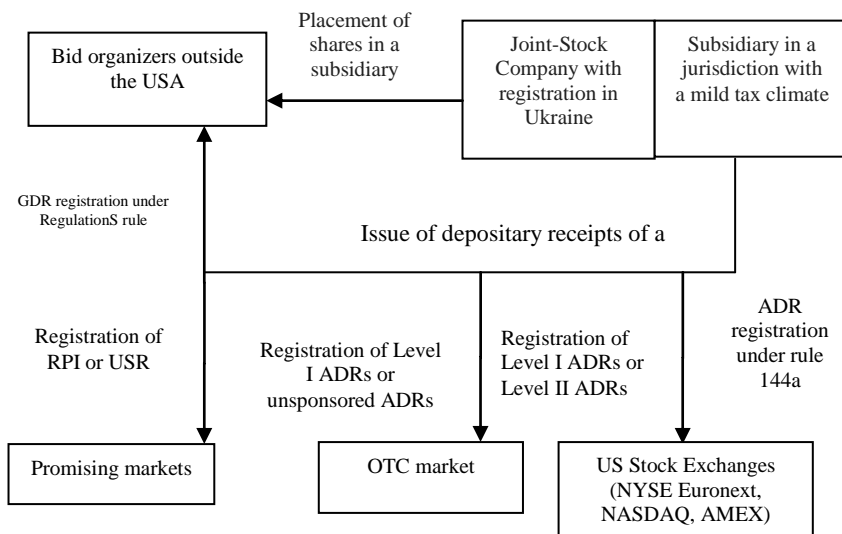 Placement of
shares in a
subsidiary
Bid organizers outside
the USA
Joint-Stock
Company with
registration in
Ukraine
Subsidiary in a
jurisdiction with
a mild tax climate
GDR registration under
RegulationS rule
Issue of depositary receipts of a
Registration of
RPI or USR
Registration of Level
I ADRs or
unsponsored ADRs
Registration of
Level I ADRs or
Level II ADRs
ADR
registration
under rule
144a
Promising markets
OTC market
US Stock Exchanges
(NYSE Euronext,
NASDAQ, AMEX)